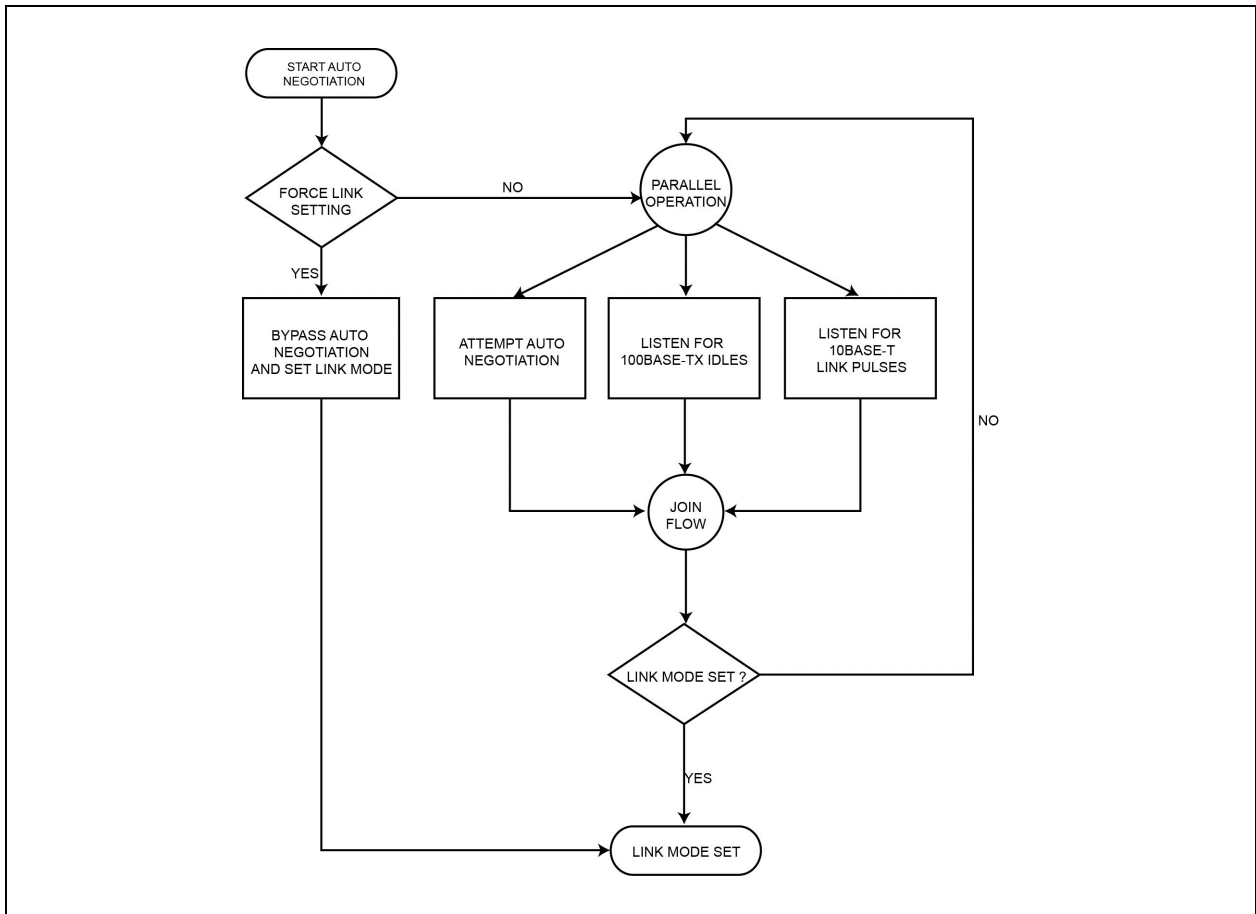 START AUTO
NEGOTIATION
FORCE LINK
SETTING
NO
PARALLEL
OPERATION
YES
BYPASS AUTO
NEGOTIATION
AND SET LINK MODE
ATTEMPT AUTO
NEGOTIATION
LISTEN FOR
100BASE-TX IDLES
LISTEN FOR
10BASE-T
LINK PULSES
NO
JOIN
FLOW
LINK MODE SET ?
YES
LINK MODE SET